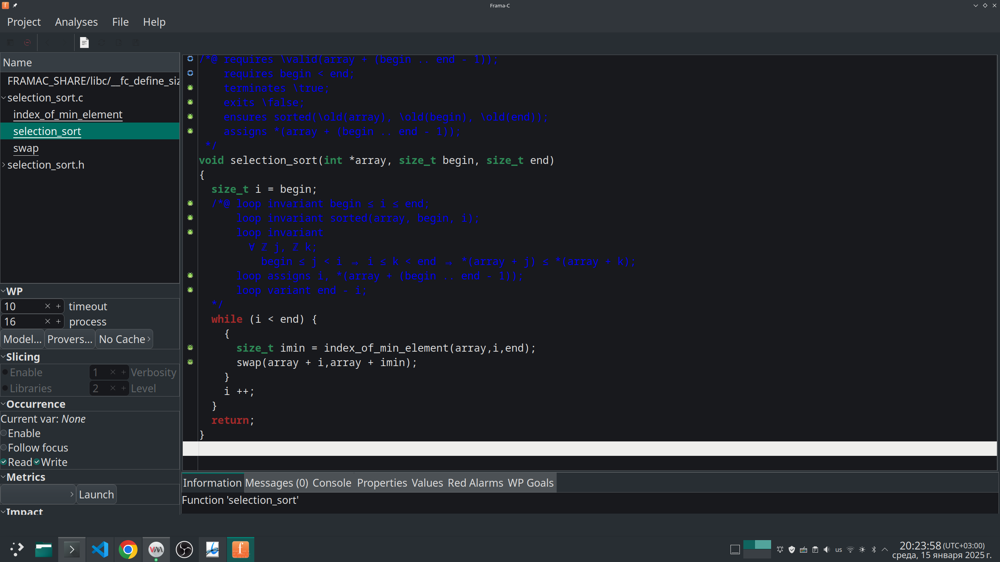 Frama-C
Project Analyses File Help
Name
FRAMAC_SHARE/libc/__fc_define_siz
selection_sort.c
index_of_min_element
selection_sort
swap
selection_sort.h
WP
10 timeout
16 process
Model... Provers... No Cache
Slicing
Enable 1 Verbosity
Libraries 2 Level
Occurrence
Current var: None
Enable
Follow focus
Read Write
Metrics
Launch
Impact
/*@ requires \valid(array + (begin .. end - 1));
requires begin < end;
terminates \true;
exits \false;
ensures sorted(\old(array), \old(begin), \old(end));
assigns *(array + (begin .. end - 1));
*/
void selection_sort(int *array, size_t begin, size_t end)
{
size_t i = begin;
/*@ loop invariant begin ≤ i ≤ end;
loop invariant sorted(array, begin, i);
loop invariant
∀ ℤ j, ℤ k;
begin ≤ j < i ⇒ i ≤ k < end ⇒ *(array + j) ≤ *(array + k);
loop assigns i, *(array + (begin .. end - 1));
loop variant end - i;
*/
while (i < end) {
{
size_t imin = index_of_min_element(array,i,end);
swap(array + i,array + imin);
}
i ++;
}
return;
}
Information Messages (0) Console Properties Values Red Alarms WP Goals
Function 'selection_sort'
us
20:23:58 (UTC+03:00)
среда, 15 января 2025 г.